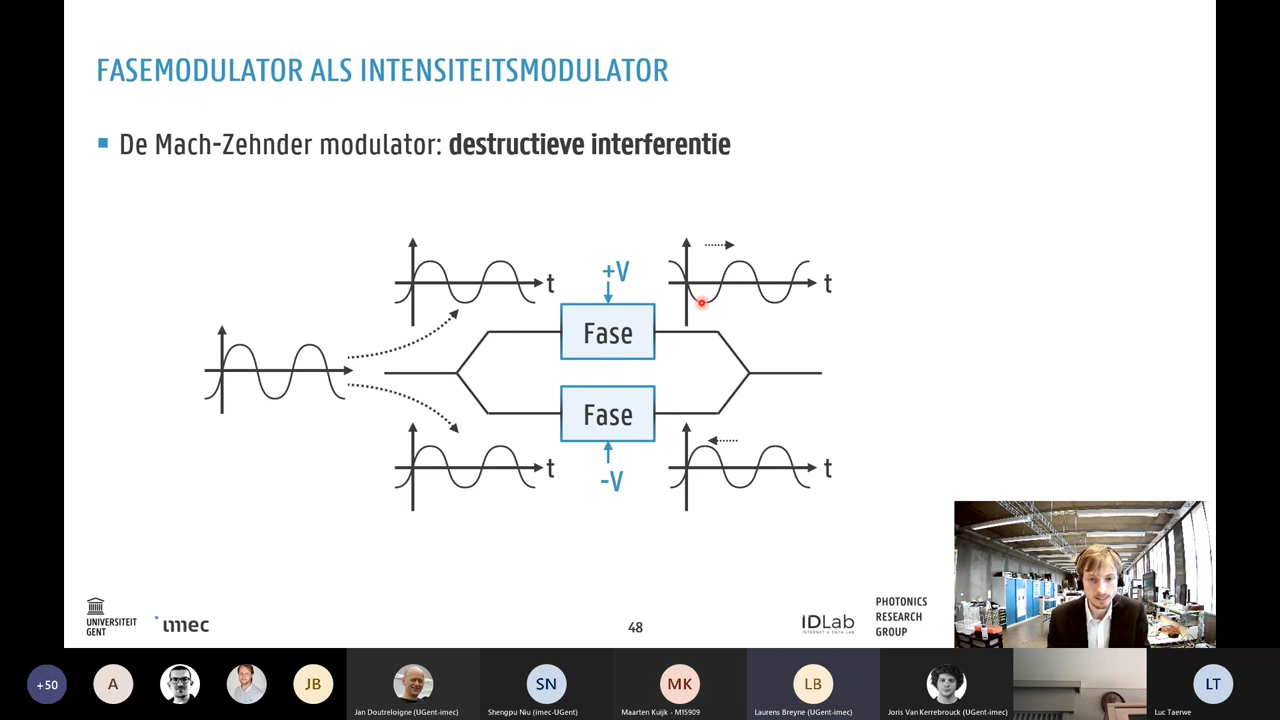 FASEMODULATOR ALS INTENSITEITSMODULATOR
De Mach-Zehnder modulator: destructieve interferentie
+V
t
t
Fase
Fase
t
-V
t
UNIVERSITEIT
GENT
imec
48
IDLab
INTERNET & DATA LAB
PHOTONICS
RESEARCH
GROUP
+50
A
JB
Jan Doutreloigne (UGent-imec)
SN
Shengpu Niu (imec-UGent)
MK
Maarten Kuijk - M15909
LB
Laurens Breyne (UGent-imec)
Joris Van Kerrebrouck (UGent-imec)
LT
Luc Taerwe